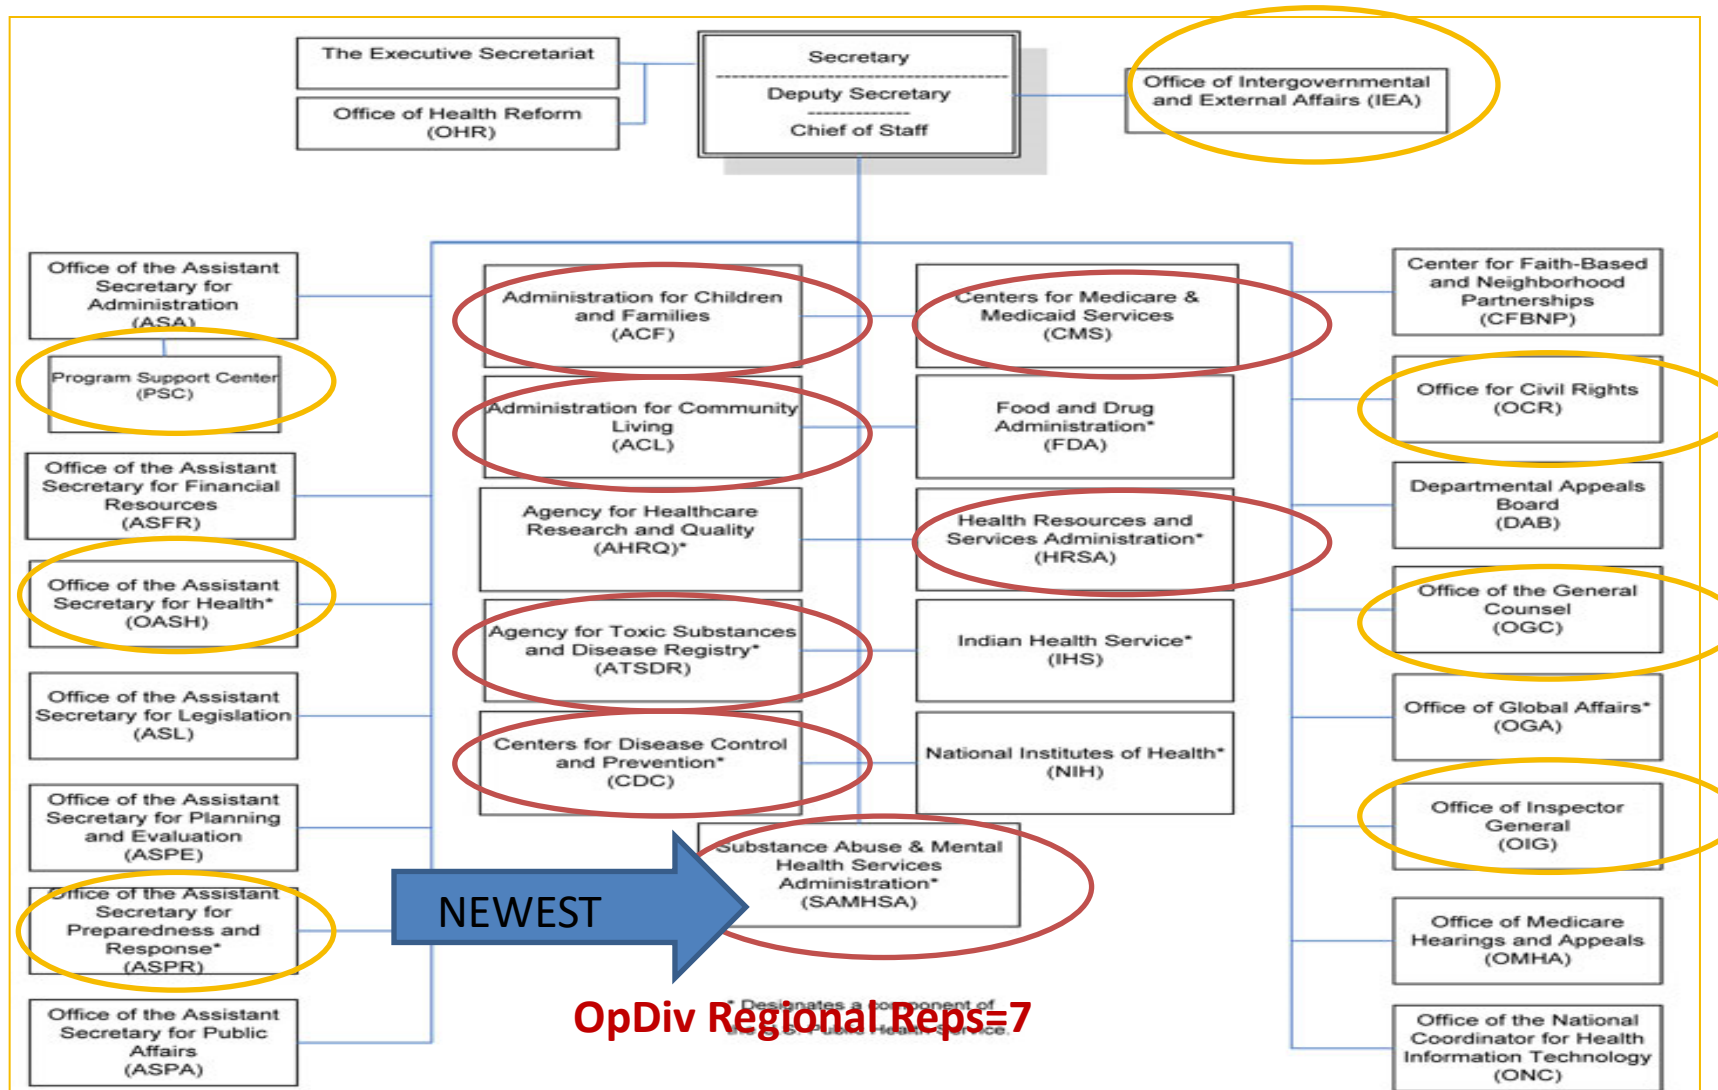 The Executive Secretariat
Office of Health Reform
(OHR)
Secretary
Deputy Secretary
Chief of Staff
Office of Intergovernmental
and External Affairs (IEA)
Office of the Assistant
Secretary for
Administration
(ASA)
Program Support Center
(PSC)
Office of the Assistant
Secretary for Financial
Resources
(ASFR)
Office of the Assistant
Secretary for Health*
(OASH)
Office of the Assistant
Secretary for Legislation
(ASL)
Office of the Assistant
Secretary for Planning
and Evaluation
(ASPE)
Office of the Assistant
Secretary for
Preparedness and
Response*
(ASPR)
Office of the Assistant
Secretary for Public
Affairs
(ASPA)
Administration for Children
and Families
(ACF)
Administration for Community
Living
(ACL)
Agency for Healthcare
Research and Quality
(AHRQ)*
Agency for Toxic Substances
and Disease Registry*
(ATSDR)
Centers for Disease Control
and Prevention*
(CDC)
Centers for Medicare &
Medicaid Services
(CMS)
Food and Drug
Administration*
(FDA)
Health Resources and
Services Administration*
(HRSA)
Indian Health Service*
(IHS)
National Institutes of Health*
(NIH)
NEWEST
Substance Abuse & Mental
Health Services
Administration*
(SAMHSA)
* Designates a component of
the U.S. Public Health Service.
OpDiv Regional Reps=7
Center for Faith-Based
and Neighborhood
Partnerships
(CFBNP)
Office for Civil Rights
(OCR)
Departmental Appeals
Board
(DAB)
Office of the General
Counsel
(OGC)
Office of Global Affairs*
(OGA)
Office of Inspector
General
(OIG)
Office of Medicare
Hearings and Appeals
(OMHA)
Office of the National
Coordinator for Health
Information Technology
(ONC)